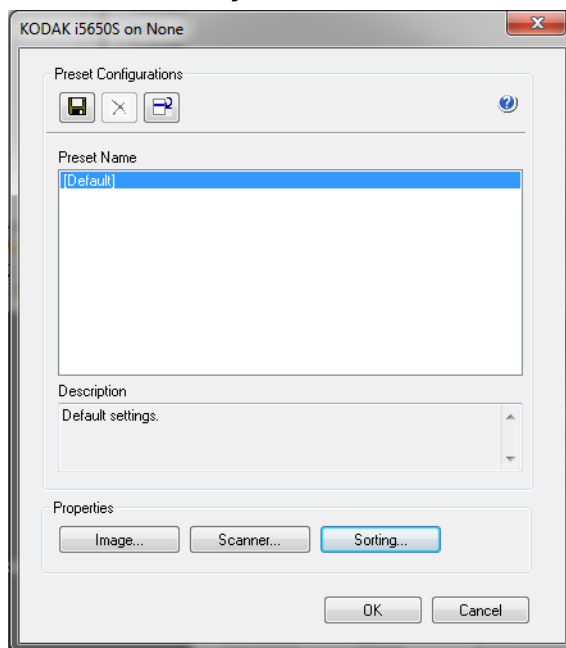 KODAK i5650S on None
Preset Configurations
Preset Name
[Default]
Description
Default settings.
Properties
Image... Scanner... Sorting...
OK Cancel